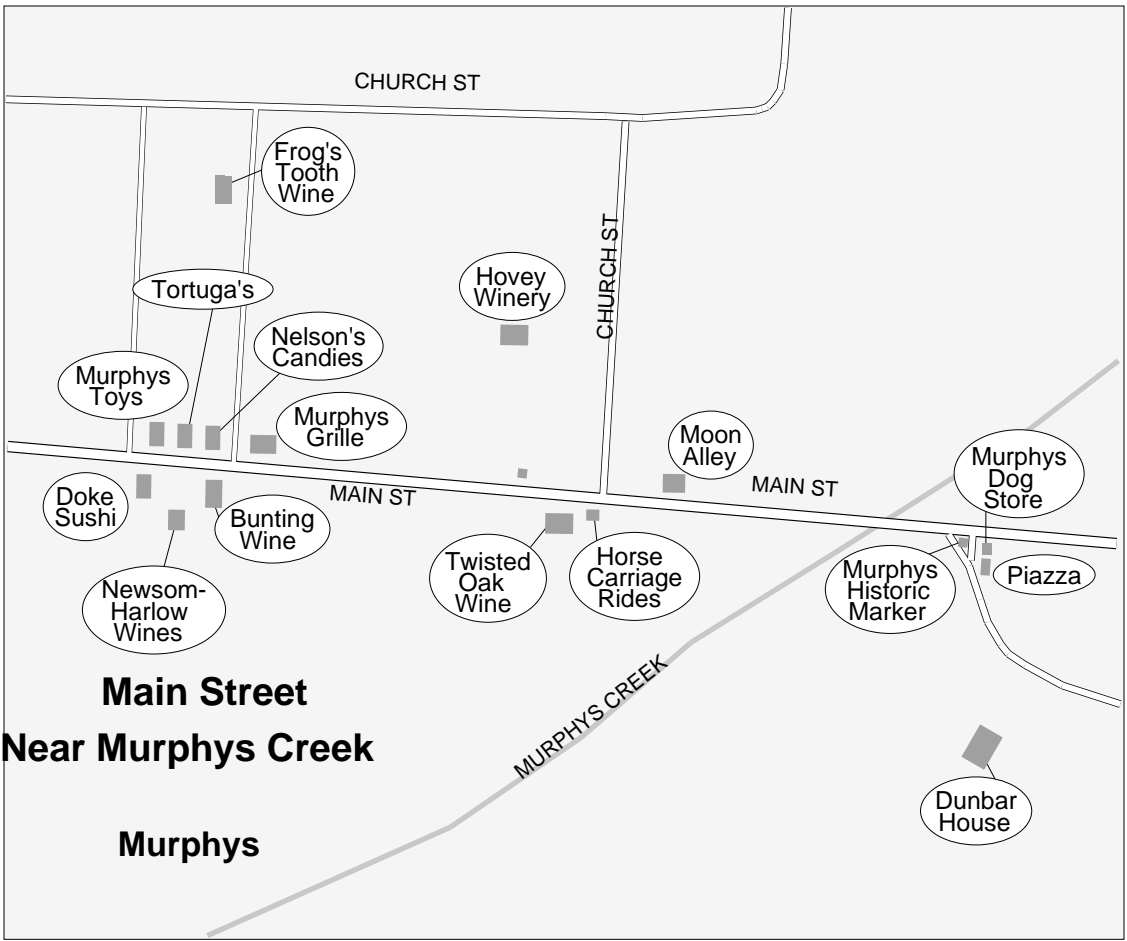 CHURCH ST
Frog's
Tooth
Wine
CHURCH ST
Hovey
Winery
Tortuga's
Nelson's
Candies
Murphys
Toys
Murphys
Grille
Moon
Alley
Murphys
Dog
Store
MAIN ST
MAIN ST
Doke
Sushi
Bunting
Wine
Twisted
Oak
Wine
Horse
Carriage
Rides
Murphys
Historic
Marker
Piazza
Newsom-
Harlow
Wines
MURPHYS CREEK
Main Street
Near Murphys Creek
Murphys
Dunbar
House